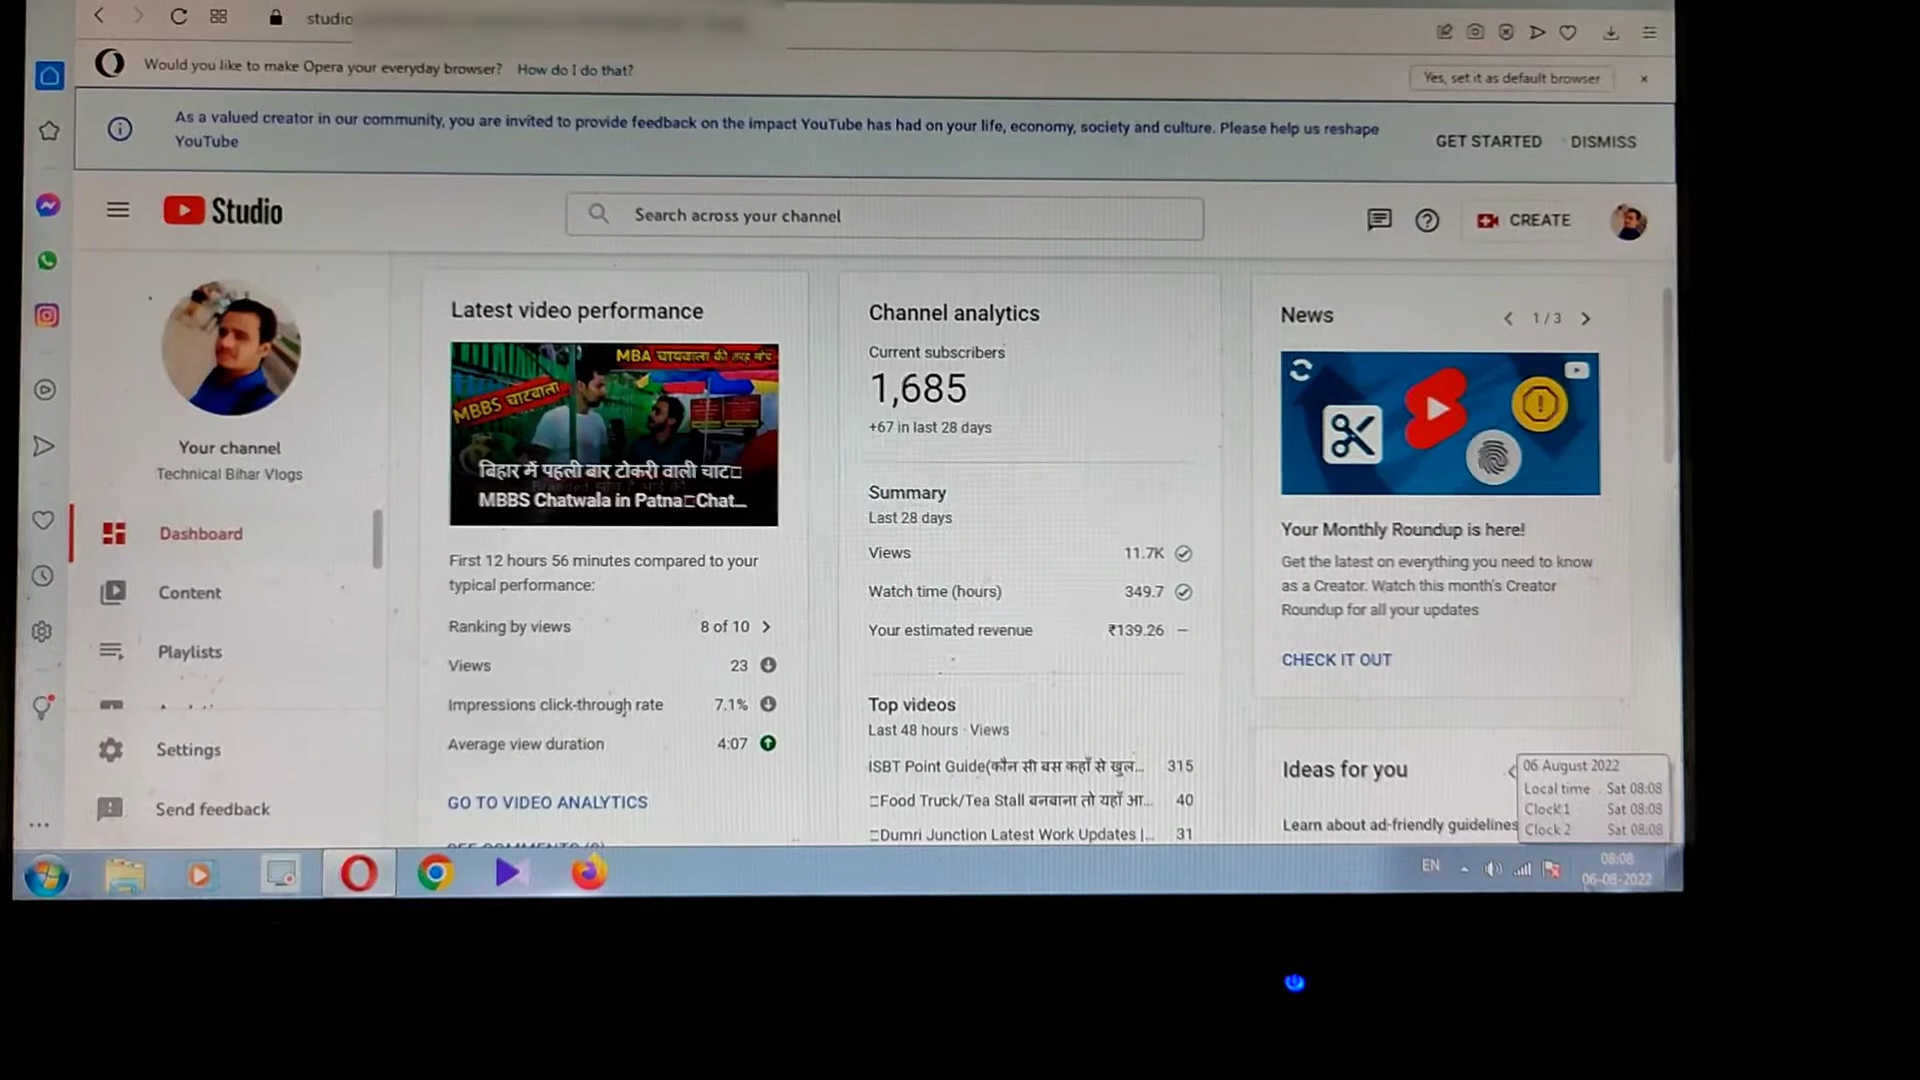 studio
Would you like to make Opera your everyday browser? How do I do that?
Yes, set it as default browser
As a valued creator in our community, you are invited to provide feedback on the impact YouTube has had on your life, economy, society and culture. Please help us reshape
YouTube
GET STARTED
DISMISS
Studio
Search across your channel
CREATE
Your channel
Technical Bihar Vlogs
Dashboard
Content
Playlists
Settings
Send feedback
Latest video performance
MBA चायवाला की तरह
MBBS चाटवाला
बिहार में पहली बार टोकरी वाली चाट
MBBS Chatwala in Patna Chat...
First 12 hours 56 minutes compared to your
typical performance:
Ranking by views 8 of 10
Views 23
Impressions click-through rate 7.1%
Average view duration 4:07
GO TO VIDEO ANALYTICS
Channel analytics
Current subscribers
1,685
+67 in last 28 days
Summary
Last 28 days
Views 11.7K
Watch time (hours) 349.7
Your estimated revenue ₹139.26 —
Top videos
Last 48 hours · Views
ISBT Point Guide(कौन सी बस कहाँ से खुल... 315
Food Truck/Tea Stall बनवाना तो यहाँ आ... 40
Dumri Junction Latest Work Updates |... 31
News
1 / 3
Your Monthly Roundup is here!
Get the latest on everything you need to know
as a Creator. Watch this month's Creator
Roundup for all your updates
CHECK IT OUT
Ideas for you
Learn about ad-friendly guidelines
06 August 2022
Local time Sat 08:08
Clock 1 Sat 08:08
Clock 2 Sat 08:08
EN
08:08
06-08-2022